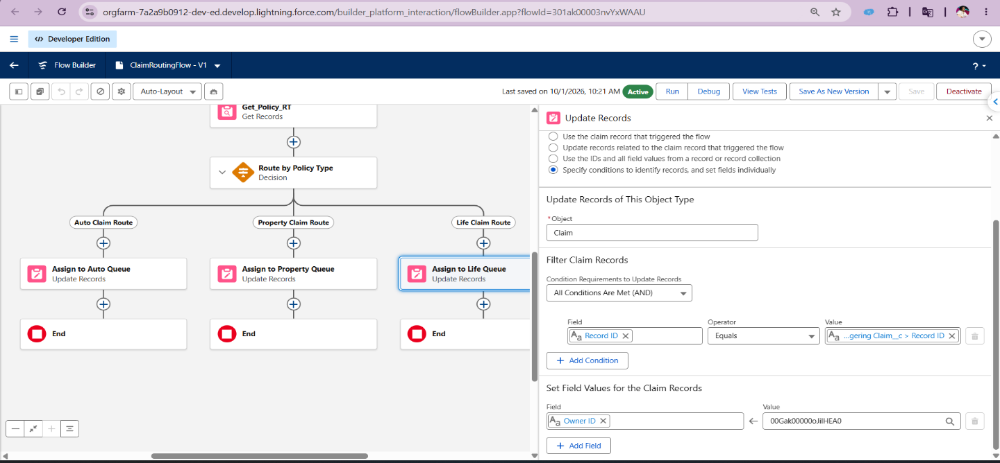 orgfarm-7a2a9b0912-dev-ed.develop.lightning.force.com/builder_platform_interaction/flowBuilder.app?flowId=301ak00003nvYxWAAU
Developer Edition
Flow Builder ClaimRoutingFlow - V1 ?
Auto-Layout Last saved on 10/1/2026, 10:21 AM Active Run Debug View Tests Save As New Version Save Deactivate
Get_Policy_RT
Get Records
Route by Policy Type
Decision
Auto Claim Route Property Claim Route Life Claim Route
Assign to Auto Queue
Update Records
Assign to Property Queue
Update Records
Assign to Life Queue
Update Records
End End End
Update Records
Use the claim record that triggered the flow
Update records related to the claim record that triggered the flow
Use the IDs and all field values from a record or record collection
Specify conditions to identify records, and set fields individually
Update Records of This Object Type
*Object
Claim
Filter Claim Records
Condition Requirements to Update Records
All Conditions Are Met (AND)
Field Operator Value
Aa Record ID Equals Aa ...gering Claim__c > Record ID
Add Condition
Set Field Values for the Claim Records
Field Value
Aa Owner ID 00Gak00000oJiIHEA0
Add Field